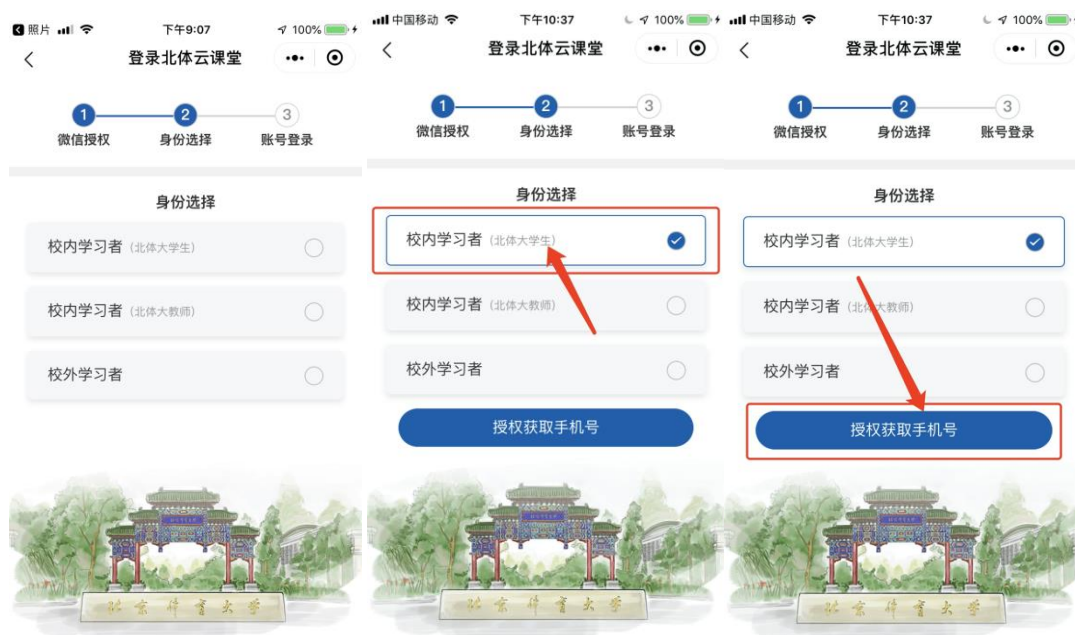 照片 下午9:07 100%
登录北体云课堂
1 2 3
微信授权 身份选择 账号登录
身份选择
校内学习者（北体大学生）
校内学习者（北体大教师）
校外学习者
北京体育大学
中国移动 下午10:37 100%
登录北体云课堂
1 2 3
微信授权 身份选择 账号登录
身份选择
校内学习者（北体大学生）
校内学习者（北体大教师）
校外学习者
授权获取手机号
北京体育大学
中国移动 下午10:37 100%
登录北体云课堂
1 2 3
微信授权 身份选择 账号登录
身份选择
校内学习者（北体大学生）
校内学习者（北体大教师）
校外学习者
授权获取手机号
北京体育大学